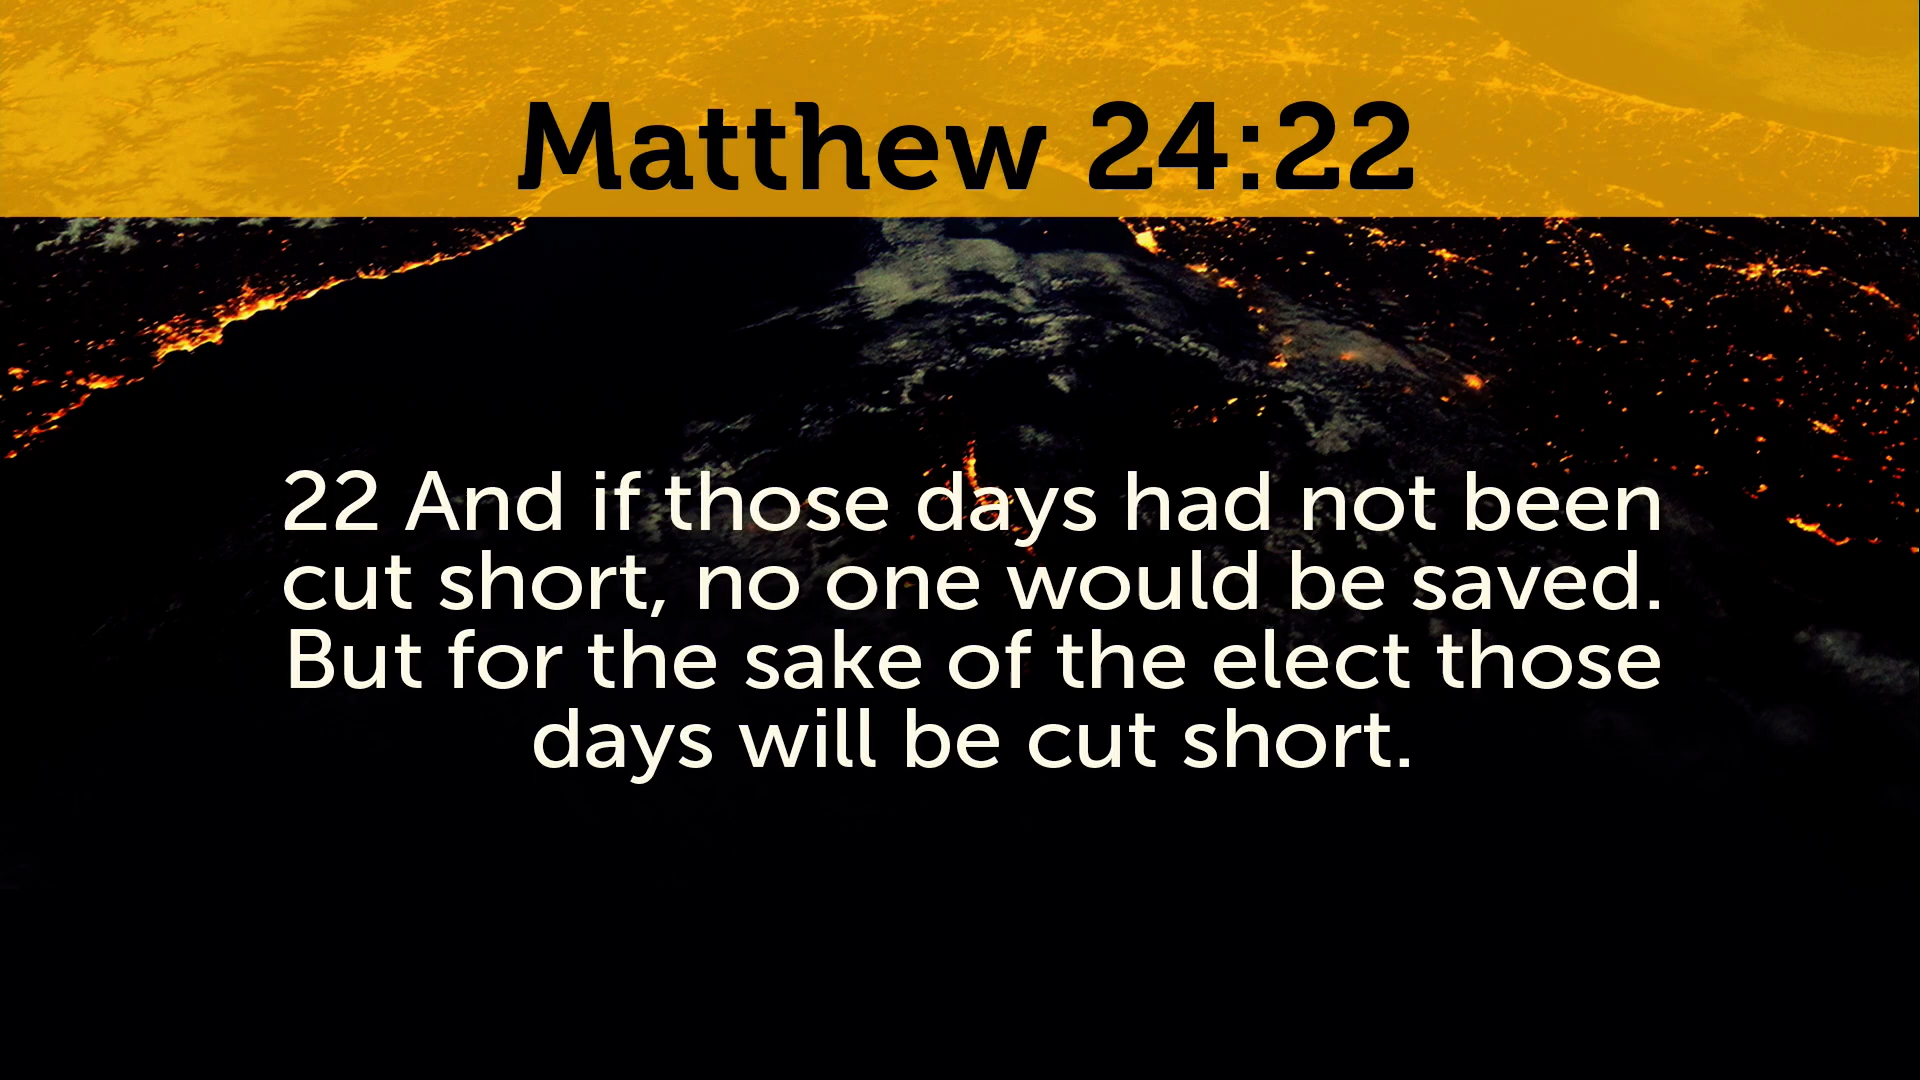 Matthew 24:22
22 And if those days had not been
cut short, no one would be saved.
But for the sake of the elect those
days will be cut short.